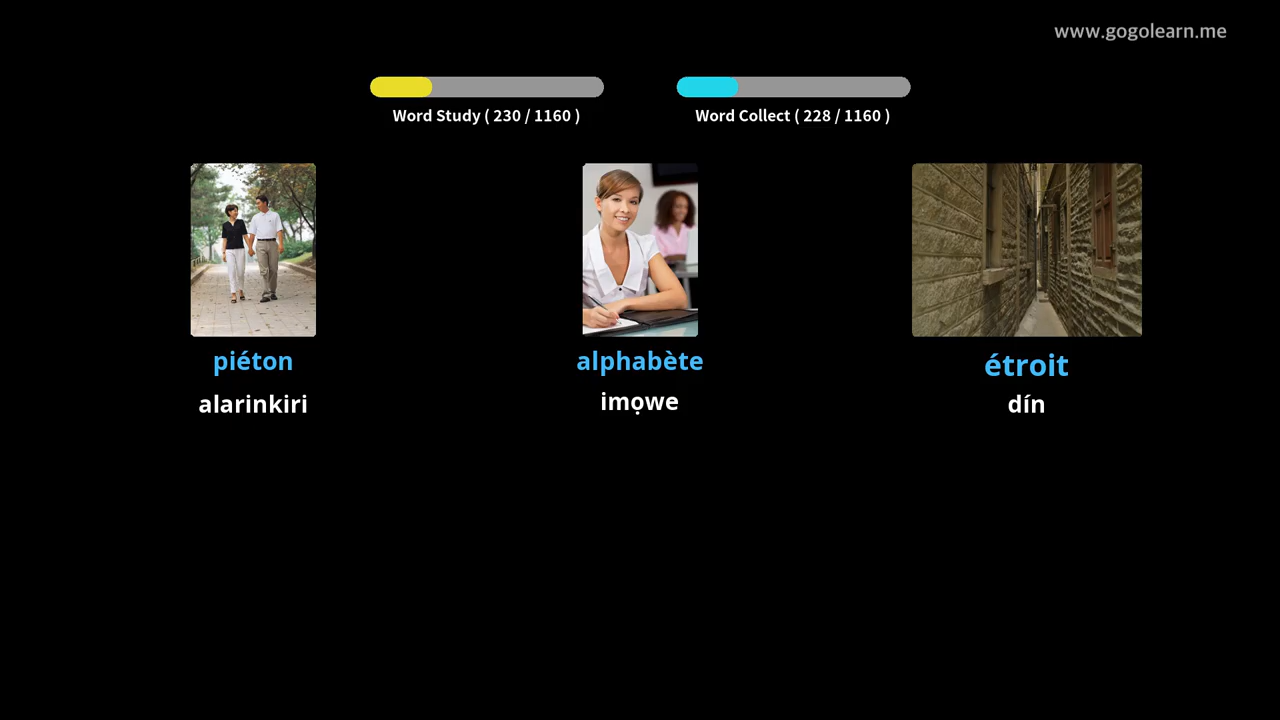 www.gogolearn.me
Word Study ( 230 / 1160 )
Word Collect ( 228 / 1160 )
piéton
alarinkiri
alphabète
imọwe
étroit
dín